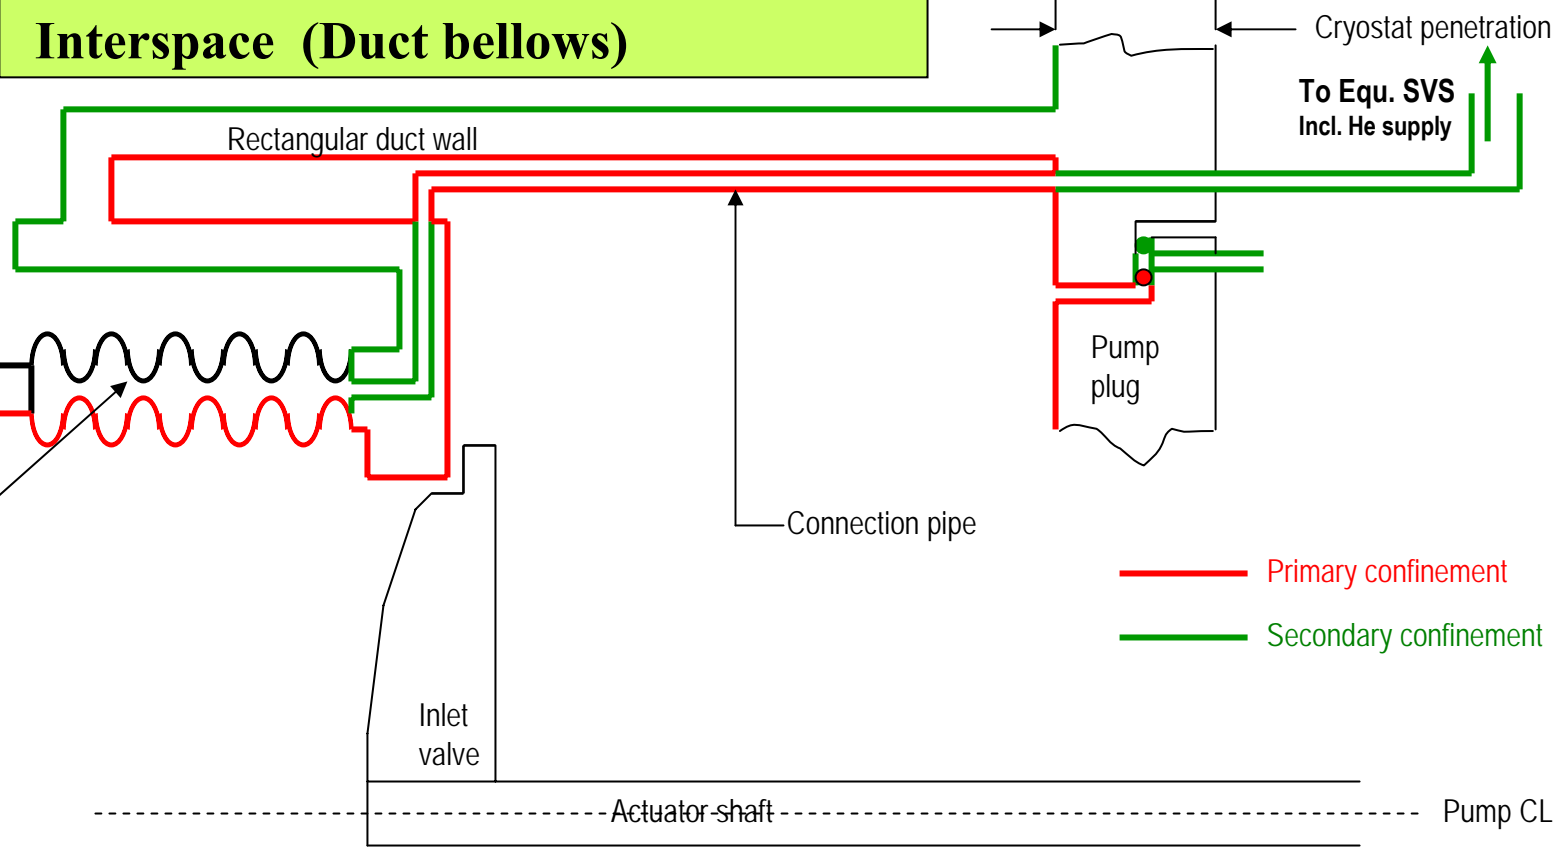 Interspace (Duct bellows)
Cryostat penetration
To Equ. SVS
Incl. He supply
Rectangular duct wall
Pump
plug
Connection pipe
Primary confinement
Secondary confinement
Inlet
valve
Actuator shaft
Pump CL